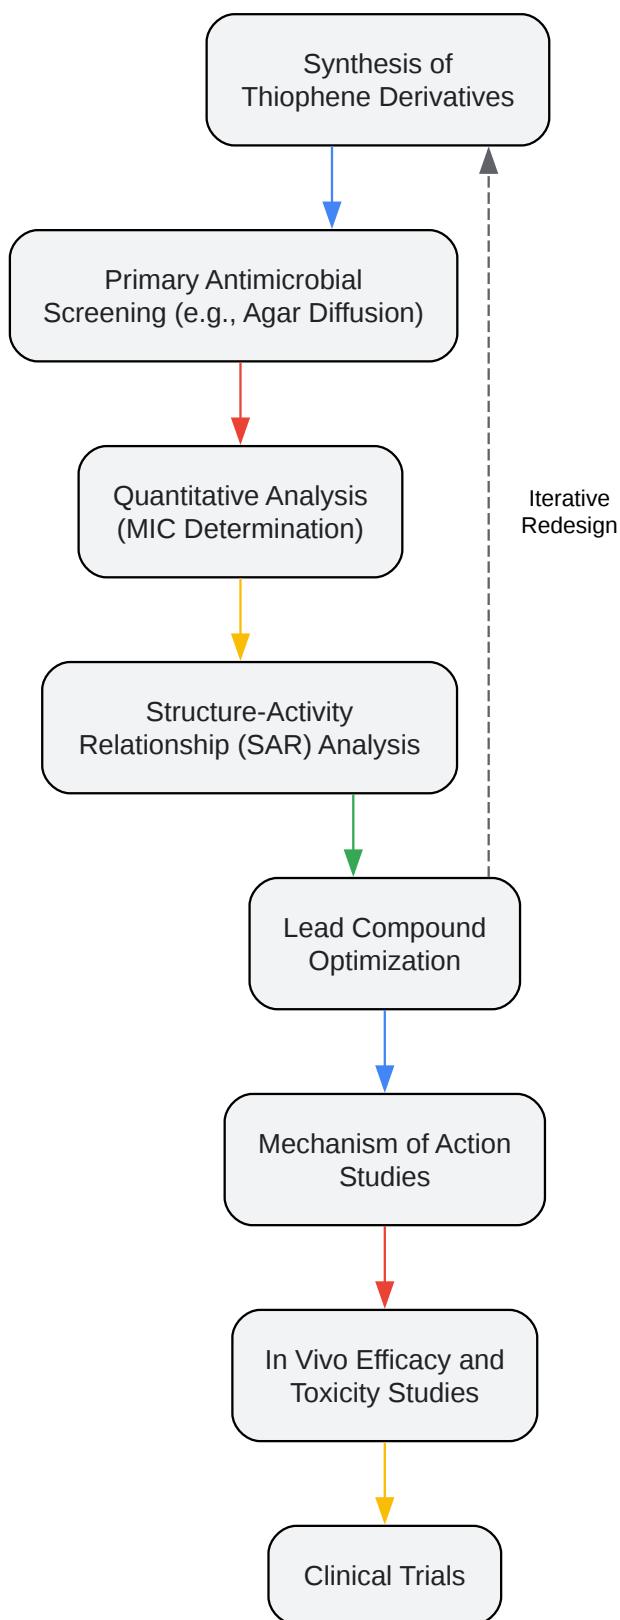 Synthesis of
Thiophene Derivatives
Primary Antimicrobial
Screening (e.g., Agar Diffusion)
Quantitative Analysis
(MIC Determination)
Iterative
Redesign
Structure-Activity
Relationship (SAR) Analysis
Lead Compound
Optimization
Mechanism of Action
Studies
In Vivo Efficacy and
Toxicity Studies
Clinical Trials